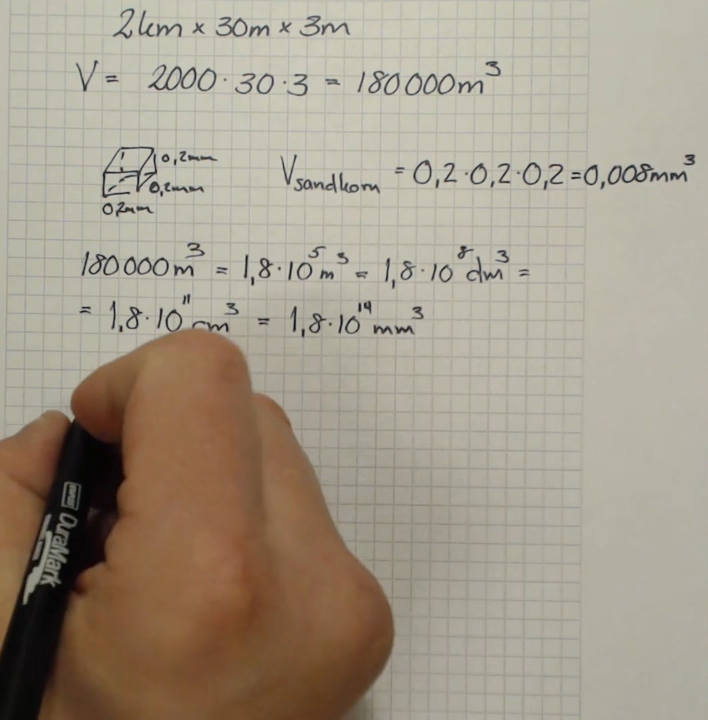 2km × 30m × 3m
V = 2000·30·3 = 180000m³
0,2mm
0,2mm
0,2mm
Vsandkorn = 0,2·0,2·0,2=0,008mm³
180000m³ = 1,8·10⁵m³ = 1,8·10⁸dm³ =
= 1,8·10¹¹cm³ = 1,8·10¹⁴mm³
DuraMark